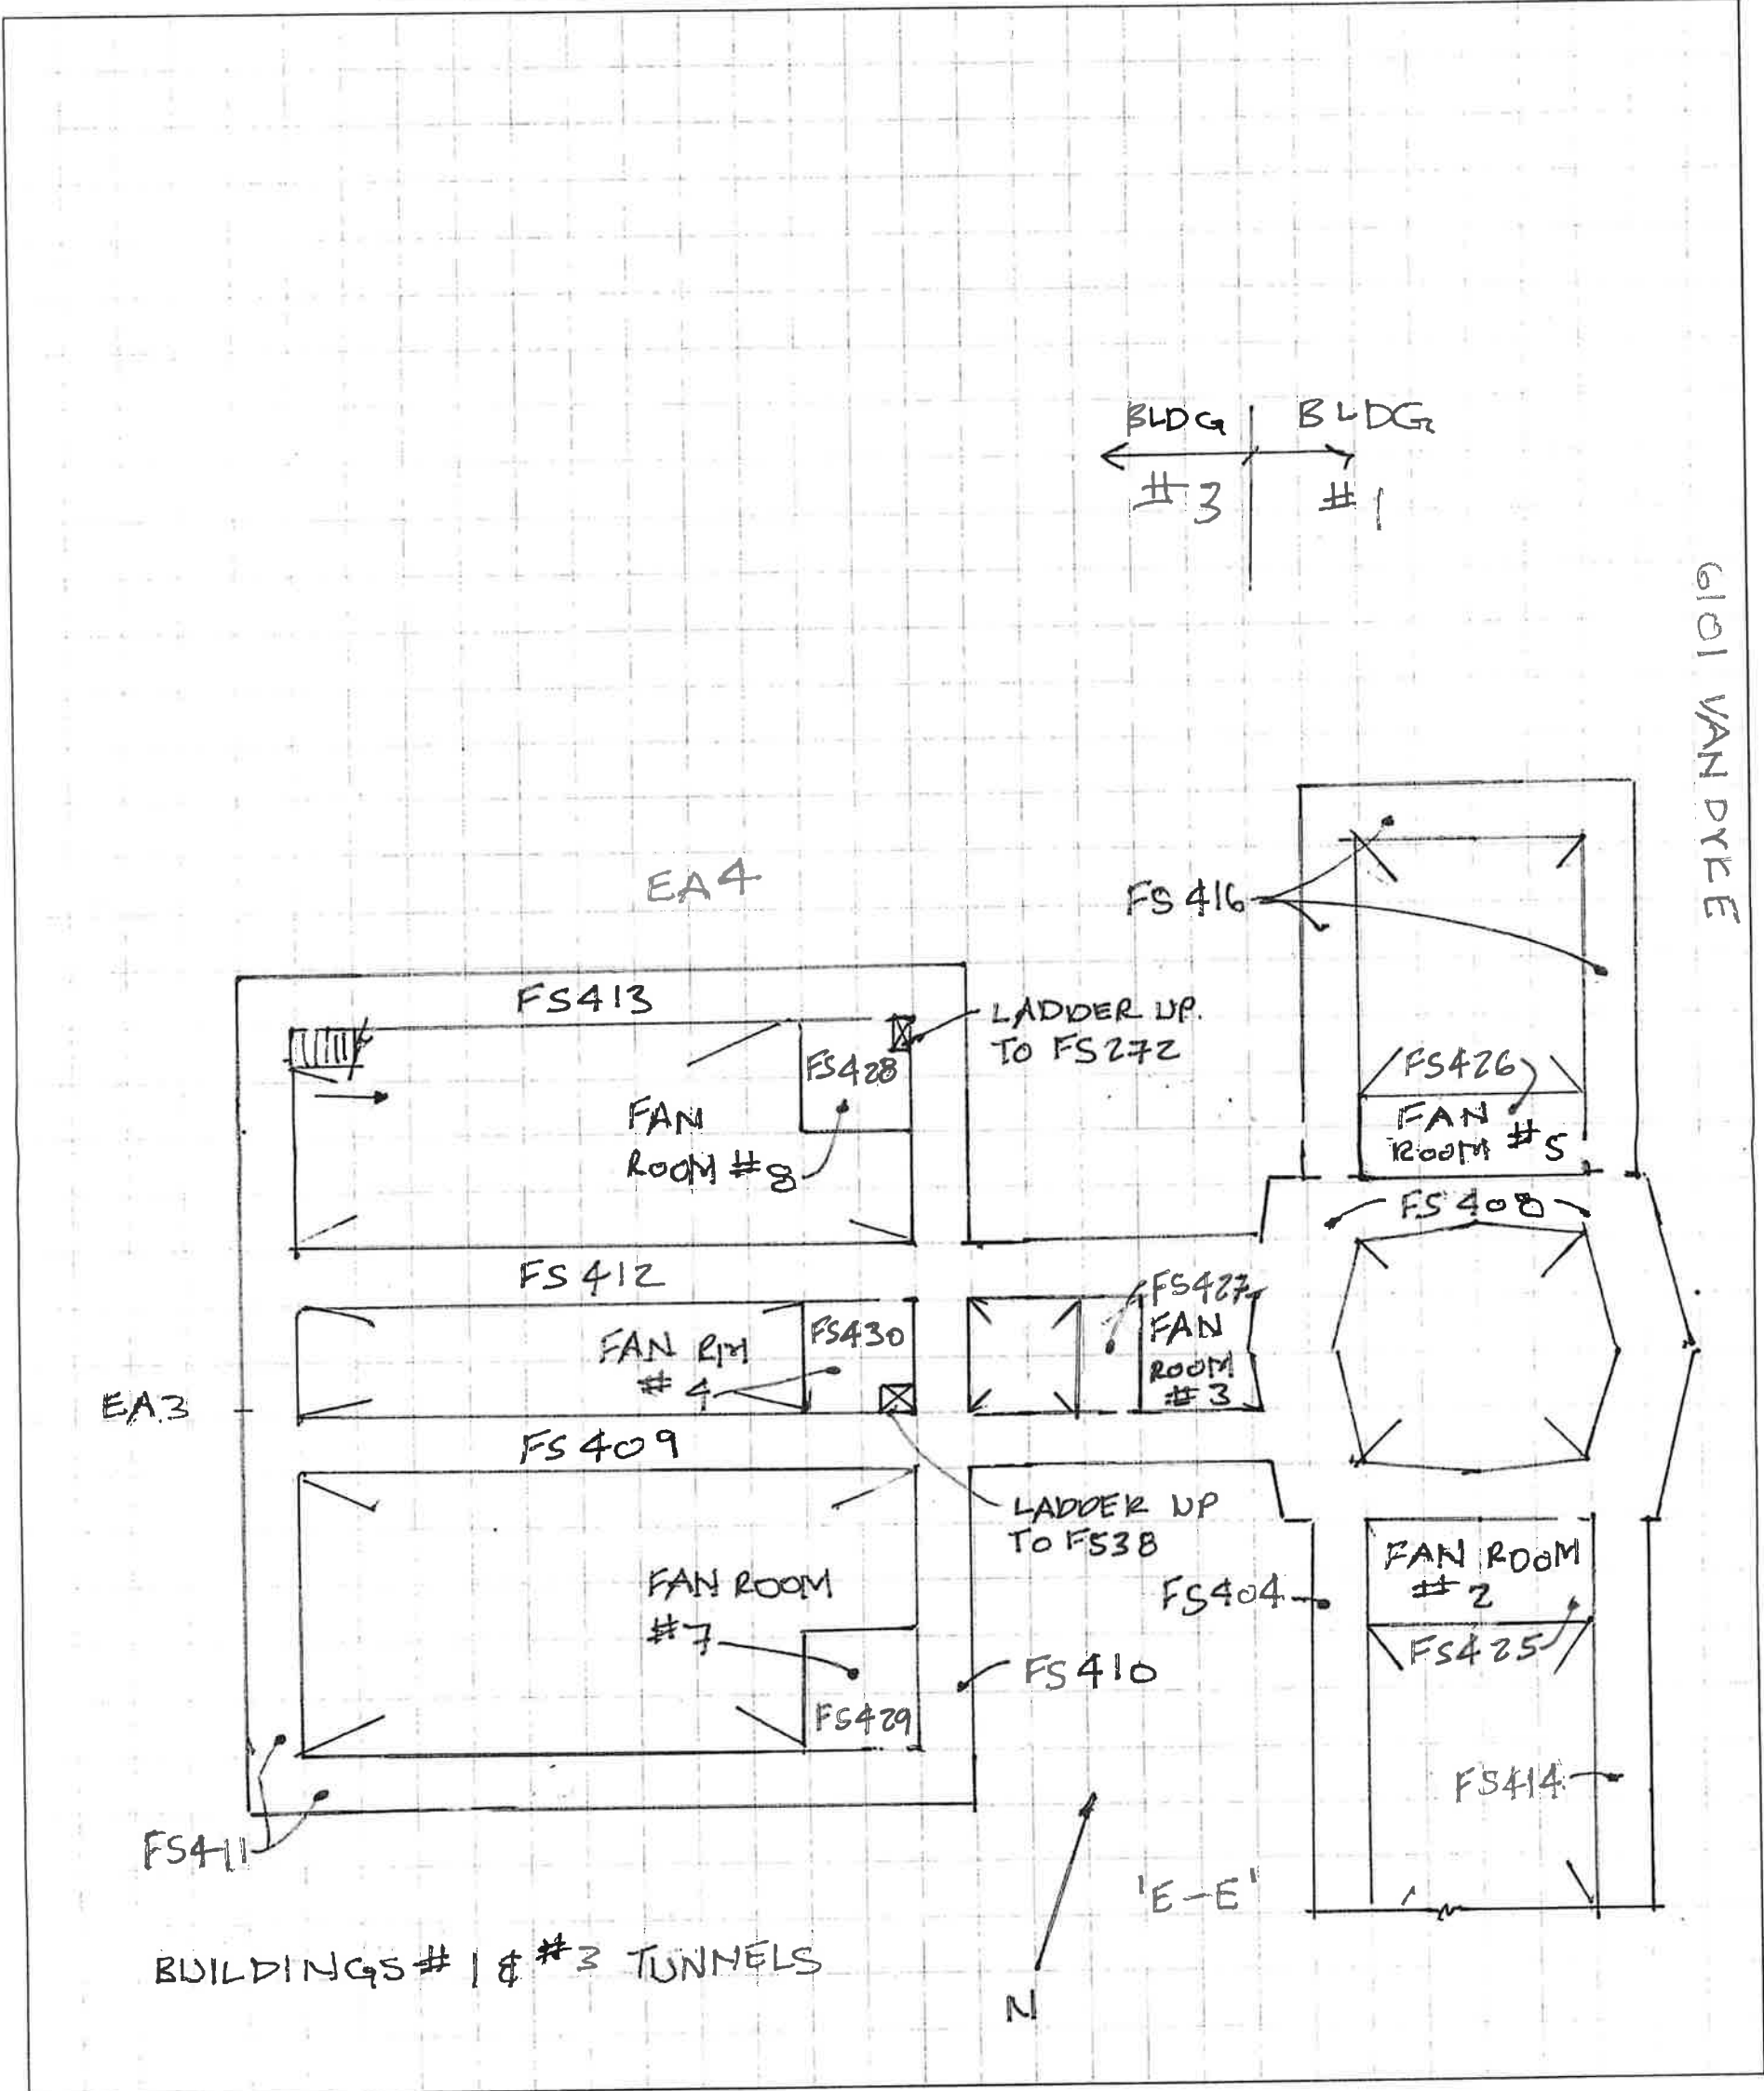 BLDG BLDG
#3 #1
6101 VAN DYKE
EA4
FS416
FS413
LADDER UP.
TO FS272
FS428
FS426
FAN
ROOM #8
FAN
ROOM #5
FS408
FS412
FS427
FAN
ROOM
#3
FAN RM
#4
FS430
EA3
FS409
LADDER UP
TO FS38
FAN ROOM
#2
FS404
FAN ROOM
#7
FS425
FS410
FS429
FS414
FS411
'E-E'
BUILDINGS #1 & #3 TUNNELS
N